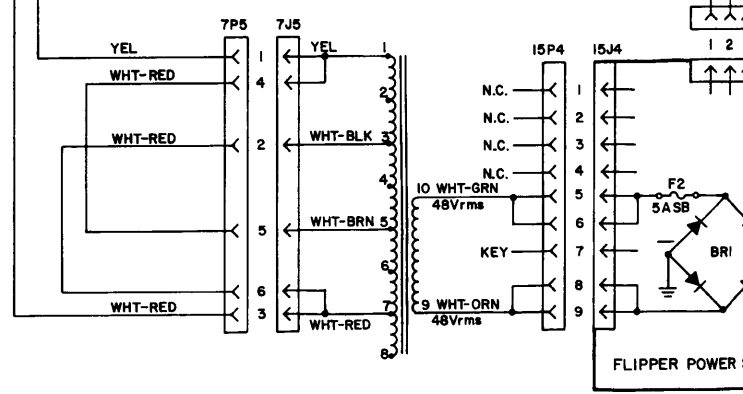 7P5 7J5
YEL 1 YEL 1
WHT-RED 4
2
WHT-RED 2 WHT-BLK 3
4
5 WHT-BRN 5
6
6 7
WHT-RED 3 WHT-RED
8
10 WHT-GRN
48Vrms
9 WHT-ORN
48Vrms
15P4 15J4
N.C. 1
N.C. 2
N.C. 3
N.C. 4
5
6
KEY 7
8
9
1 2
F2
5ASB
BR1
FLIPPER POWER